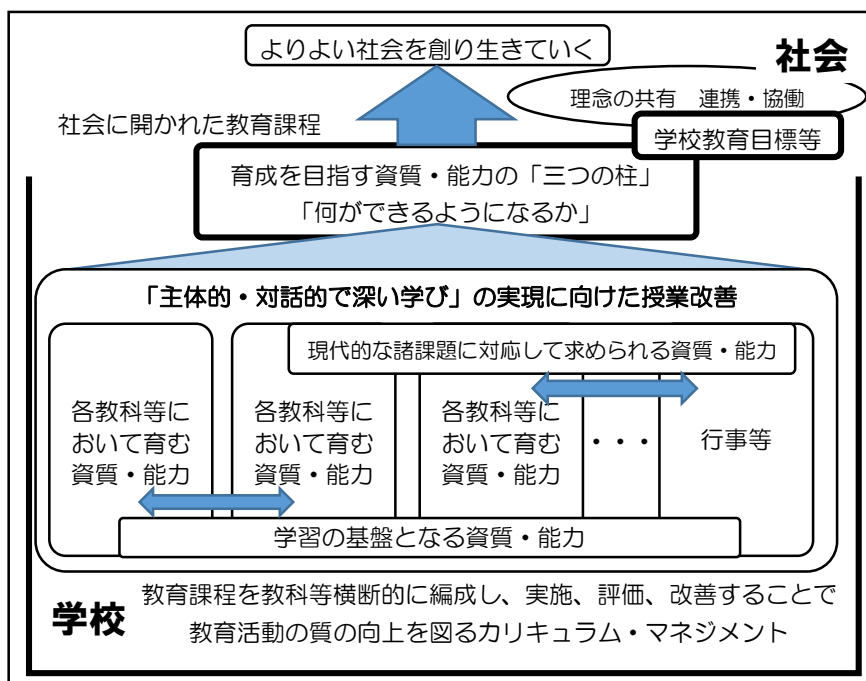 よりよい社会を創り生きていく
社会
理念の共有　連携・協働
社会に開かれた教育課程
学校教育目標等
育成を目指す資質・能力の「三つの柱」
「何ができるようになるか」
「主体的・対話的で深い学び」の実現に向けた授業改善
現代的な諸課題に対応して求められる資質・能力
各教科等に
おいて育む
資質・能力
各教科等に
おいて育む
資質・能力
各教科等に
おいて育む
資質・能力
・・・
行事等
学習の基盤となる資質・能力
学校
教育課程を教科等横断的に編成し、実施、評価、改善することで
教育活動の質の向上を図るカリキュラム・マネジメント